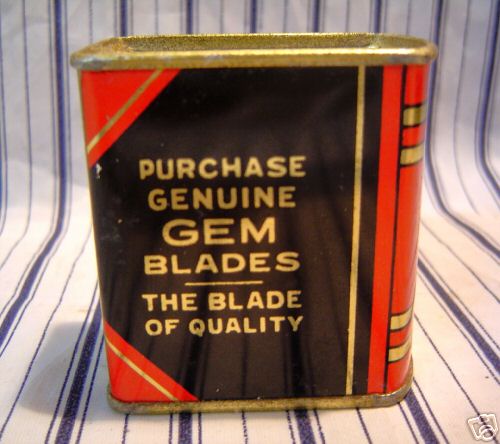 PURCHASE
GENUINE
GEM
BLADES
THE BLADE
OF QUALITY